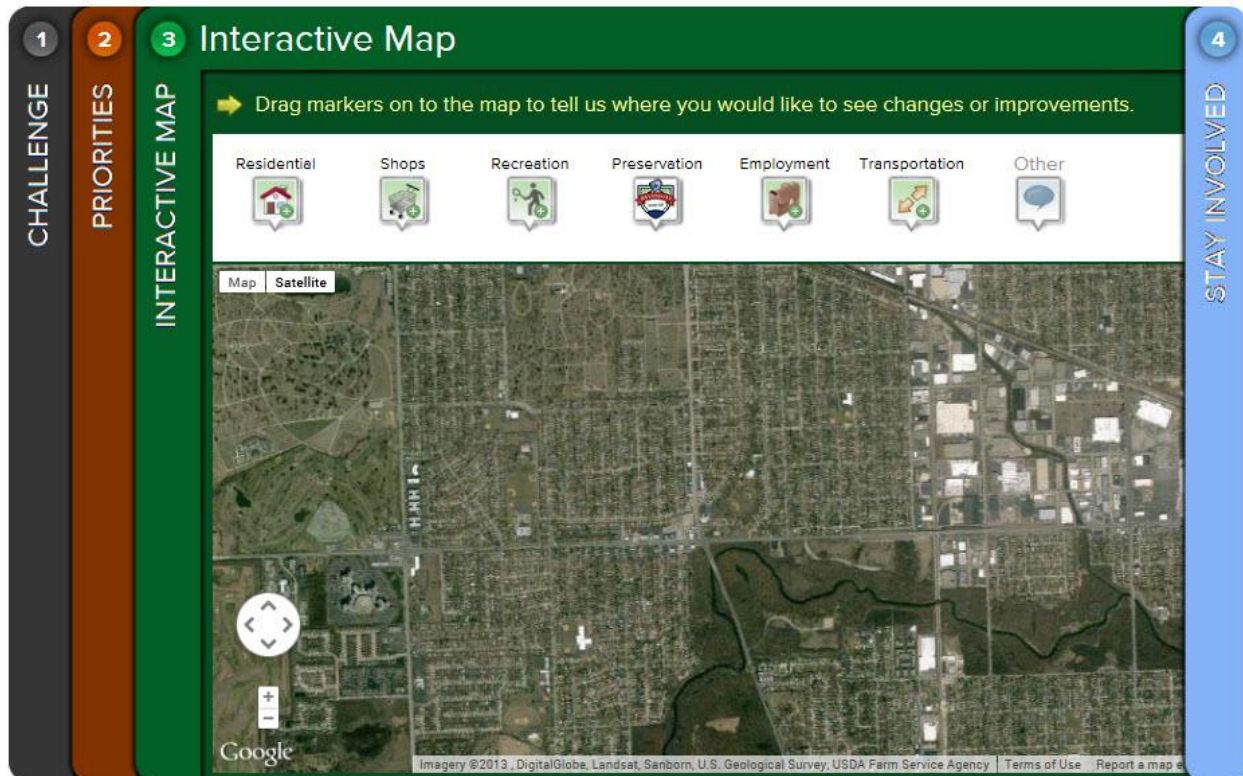 1
CHALLENGE
2
PRIORITIES
3
INTERACTIVE MAP
Interactive Map
Drag markers on to the map to tell us where you would like to see changes or improvements.
Residential
Shops
Recreation
Preservation
Employment
Transportation
Other
Map
Satellite
Google
Imagery ©2013 , DigitalGlobe, Landsat, Sanborn, U.S. Geological Survey, USDA Farm Service Agency
Terms of Use
Report a map e
4
STAY INVOLVED